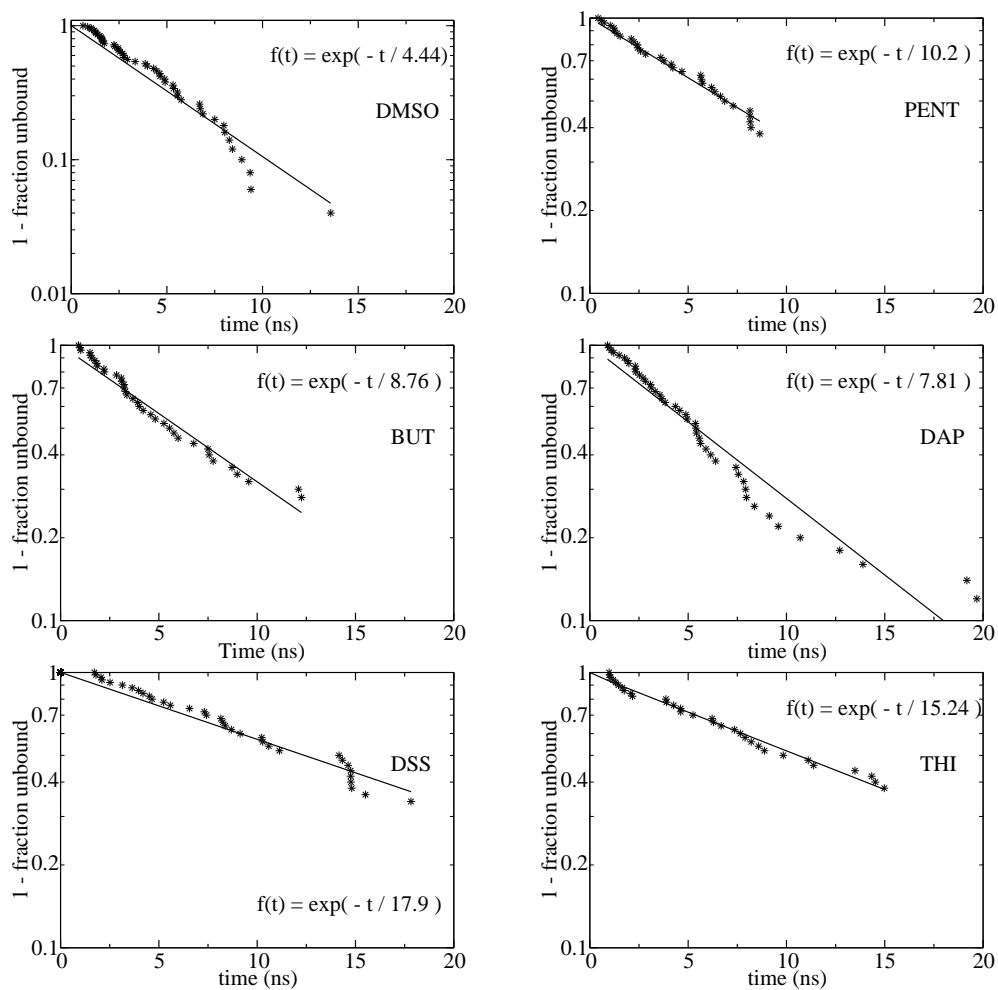 1
0.1
0.01
0
5
10
15
20
1 - fraction unbound
time (ns)
f(t) = exp( - t / 4.44)
DMSO
1
0.7
0.4
0.2
0.1
0
5
10
15
20
1 - fraction unbound
time (ns)
f(t) = exp( - t / 10.2 )
PENT
1
0.7
0.4
0.2
0.1
0
5
10
15
20
1 - fraction unbound
Time (ns)
f(t) = exp( - t / 8.76 )
BUT
1
0.7
0.4
0.2
0.1
0
5
10
15
20
1 - fraction unbound
time (ns)
f(t) = exp( - t / 7.81 )
DAP
1
0.7
0.4
0.2
0.1
0
5
10
15
20
1 - fraction unbound
time (ns)
DSS
f(t) = exp( - t / 17.9 )
1
0.7
0.4
0.2
0.1
0
5
10
15
20
1 - fraction unbound
time (ns)
f(t) = exp( - t / 15.24 )
THI